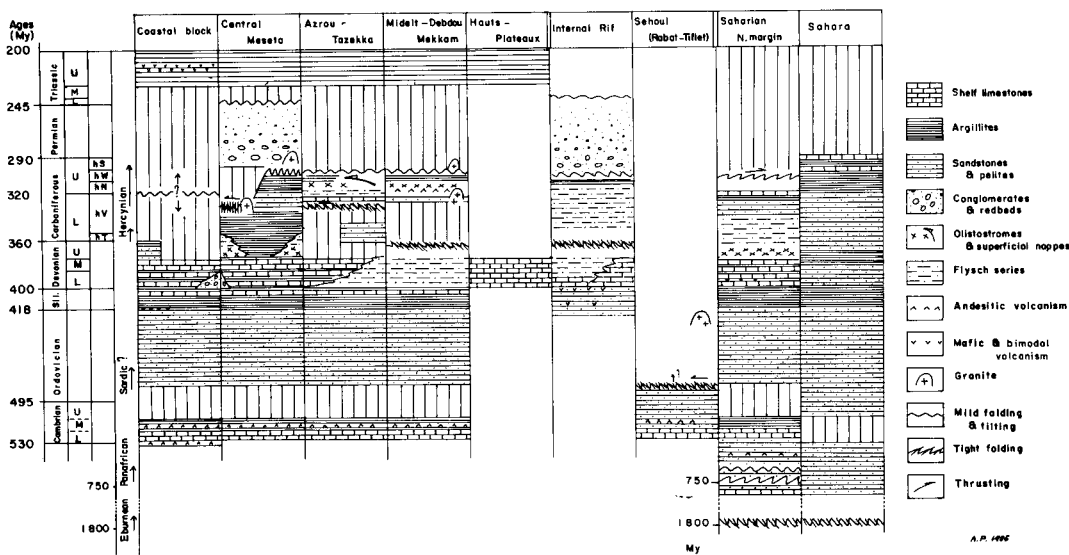 Ages
(My)
Coastal block
Central
Meseta
Azrou -
Tazekka
Midelt - Debdou
Mekkam
Hauts -
Plateaux
Internal Rif
Sehoul
(Rabat-Tiflet)
Saharian
N. margin
Sahara
200
245
290
320
360
400
418
495
530
750
1800
Triassic
U
M
L
Permian
Carboniferous
U
L
hS
hW
hN
hV
hT
Devonian
U
M
L
Sil.
Ordovician
Cambrian
U
M
L
Hercynian
Sardic ?
Panafrican
Eburnean
?
?
750
1800
My
Shelf limestones
Argillites
Sandstones
& pelites
Conglomerates
& redbeds
Olistostromes
& superficial nappes
Flysch series
Andesitic volcanism
Mafic & bimodal
volcanism
Granite
Mild folding
& tilting
Tight folding
Thrusting